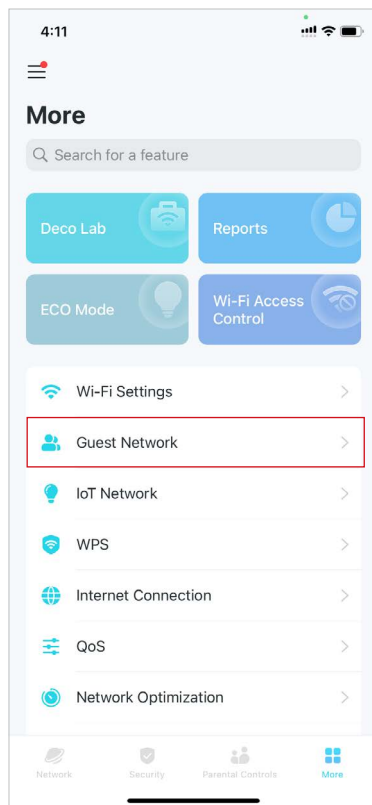 4:11
More
Search for a feature
Deco Lab
Reports
ECO Mode
Wi-Fi Access
Control
Wi-Fi Settings
Guest Network
IoT Network
WPS
Internet Connection
QoS
Network Optimization
Network
Security
Parental Controls
More